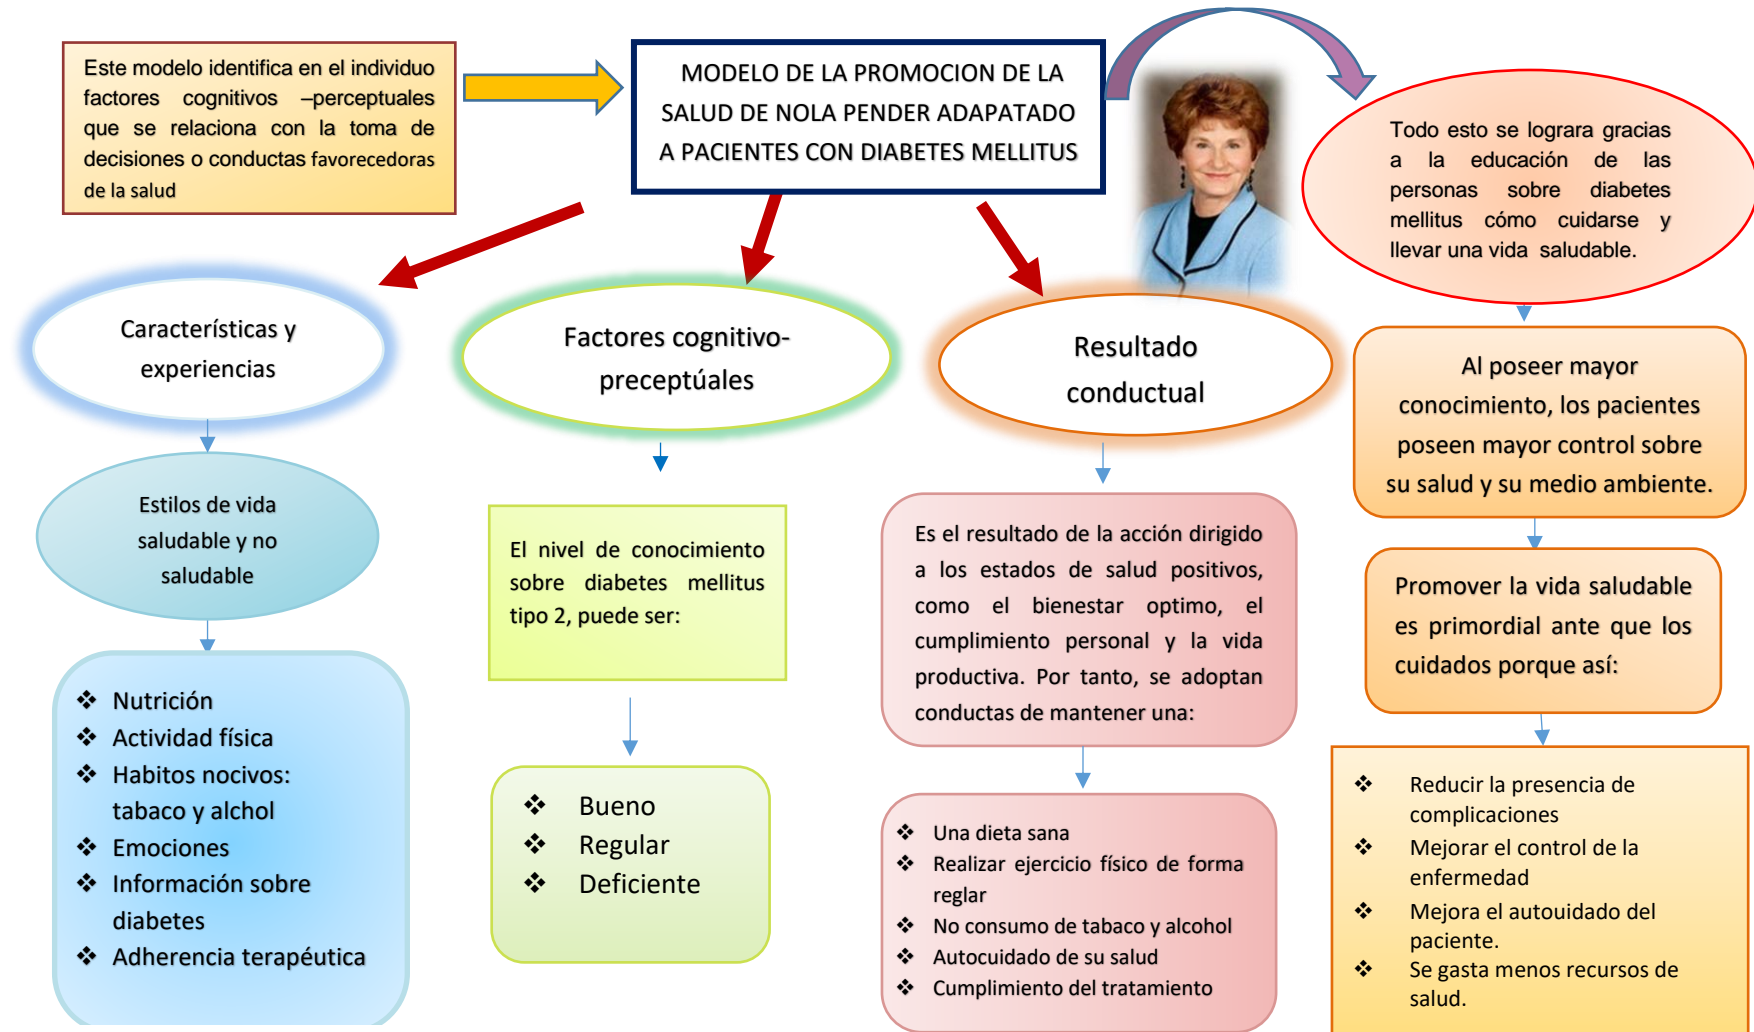 Este modelo identifica en el individuo
factores cognitivos –perceptuales
que se relaciona con la toma de
decisiones o conductas favorecedoras
de la salud
MODELO DE LA PROMOCION DE LA
SALUD DE NOLA PENDER ADAPATADO
A PACIENTES CON DIABETES MELLITUS
Todo esto se lograra gracias
a la educación de las
personas sobre diabetes
mellitus cómo cuidarse y
llevar una vida saludable.
Características y
experiencias
Estilos de vida
saludable y no
saludable
❖ Nutrición
❖ Actividad física
❖ Habitos nocivos:
tabaco y alchol
❖ Emociones
❖ Información sobre
diabetes
❖ Adherencia terapéutica
Factores cognitivo-
preceptúales
El nivel de conocimiento
sobre diabetes mellitus
tipo 2, puede ser:
❖ Bueno
❖ Regular
❖ Deficiente
Resultado
conductual
Es el resultado de la acción dirigido
a los estados de salud positivos,
como el bienestar optimo, el
cumplimiento personal y la vida
productiva. Por tanto, se adoptan
conductas de mantener una:
❖ Una dieta sana
❖ Realizar ejercicio físico de forma
reglar
❖ No consumo de tabaco y alcohol
❖ Autocuidado de su salud
❖ Cumplimiento del tratamiento
Al poseer mayor
conocimiento, los pacientes
poseen mayor control sobre
su salud y su medio ambiente.
Promover la vida saludable
es primordial ante que los
cuidados porque así:
❖ Reducir la presencia de
complicaciones
❖ Mejorar el control de la
enfermedad
❖ Mejora el autouidado del
paciente.
❖ Se gasta menos recursos de
salud.